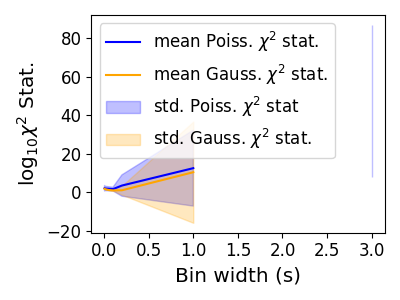 mean Poiss. χ² stat.
mean Gauss. χ² stat.
std. Poiss. χ² stat
std. Gauss. χ² stat.
log₁₀χ² Stat.
80
60
40
20
0
−20
0.0 0.5 1.0 1.5 2.0 2.5 3.0
Bin width (s)